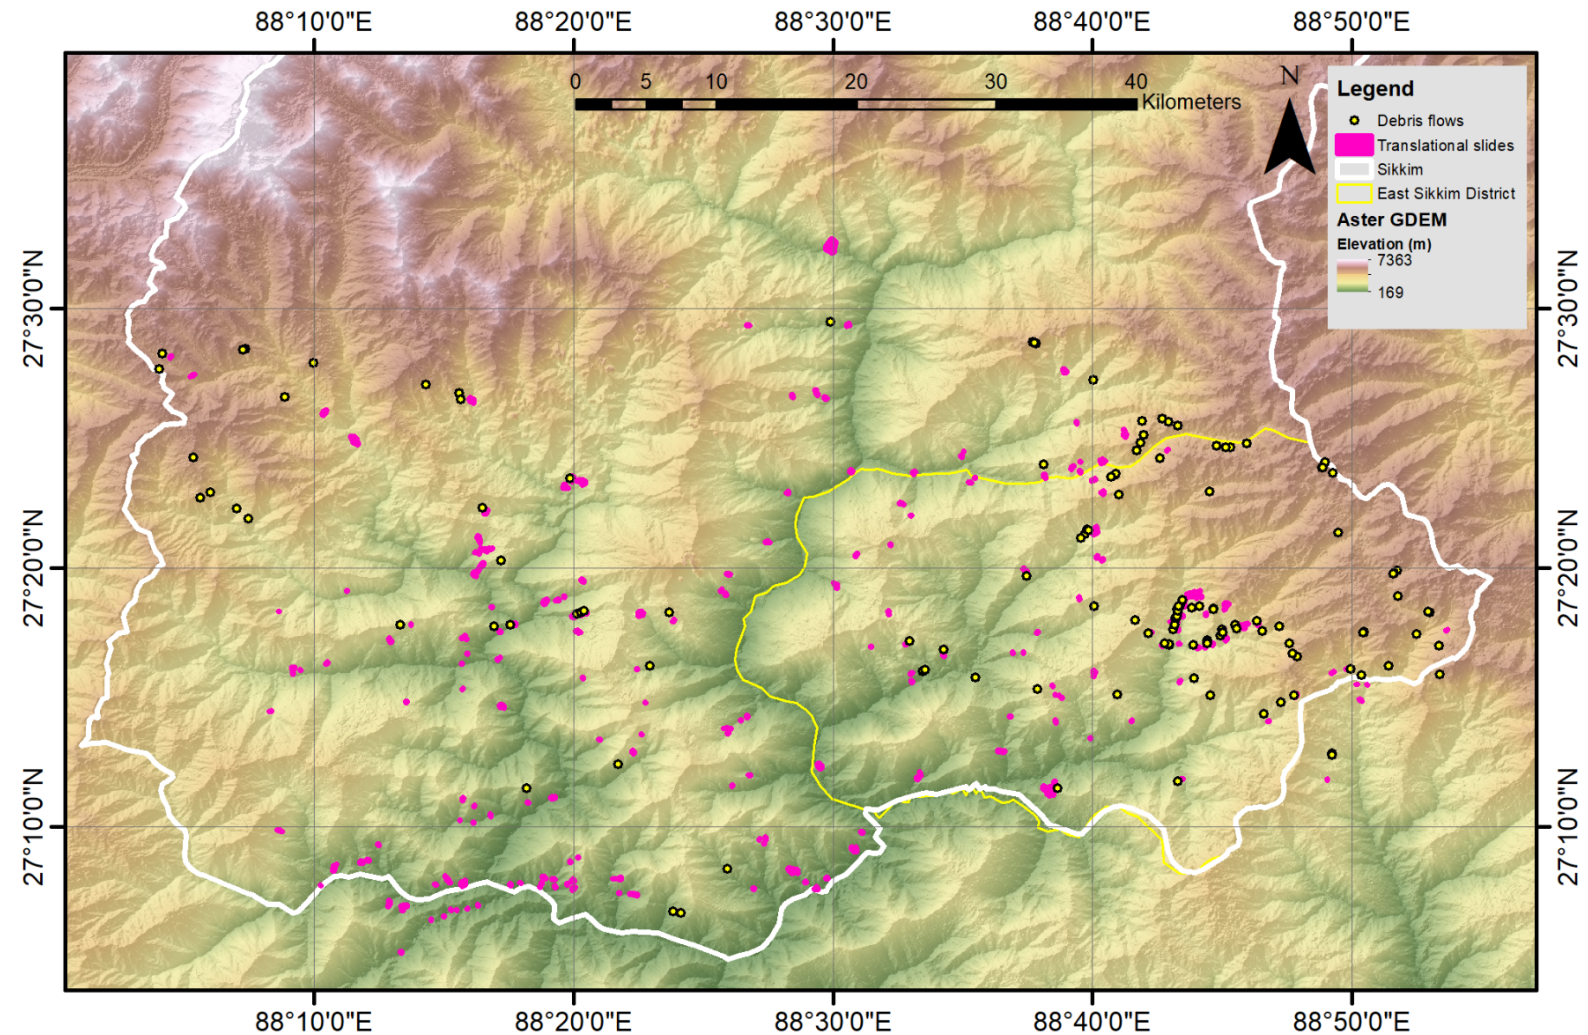 88°10'0"E 88°20'0"E 88°30'0"E 88°40'0"E 88°50'0"E
0 5 10 20 30 40
Kilometers
N
Legend
Debris flows
Translational slides
Sikkim
East Sikkim District
Aster GDEM
Elevation (m)
7363
169
27°30'0"N 27°30'0"N
27°20'0"N 27°20'0"N
27°10'0"N 27°10'0"N
88°10'0"E 88°20'0"E 88°30'0"E 88°40'0"E 88°50'0"E